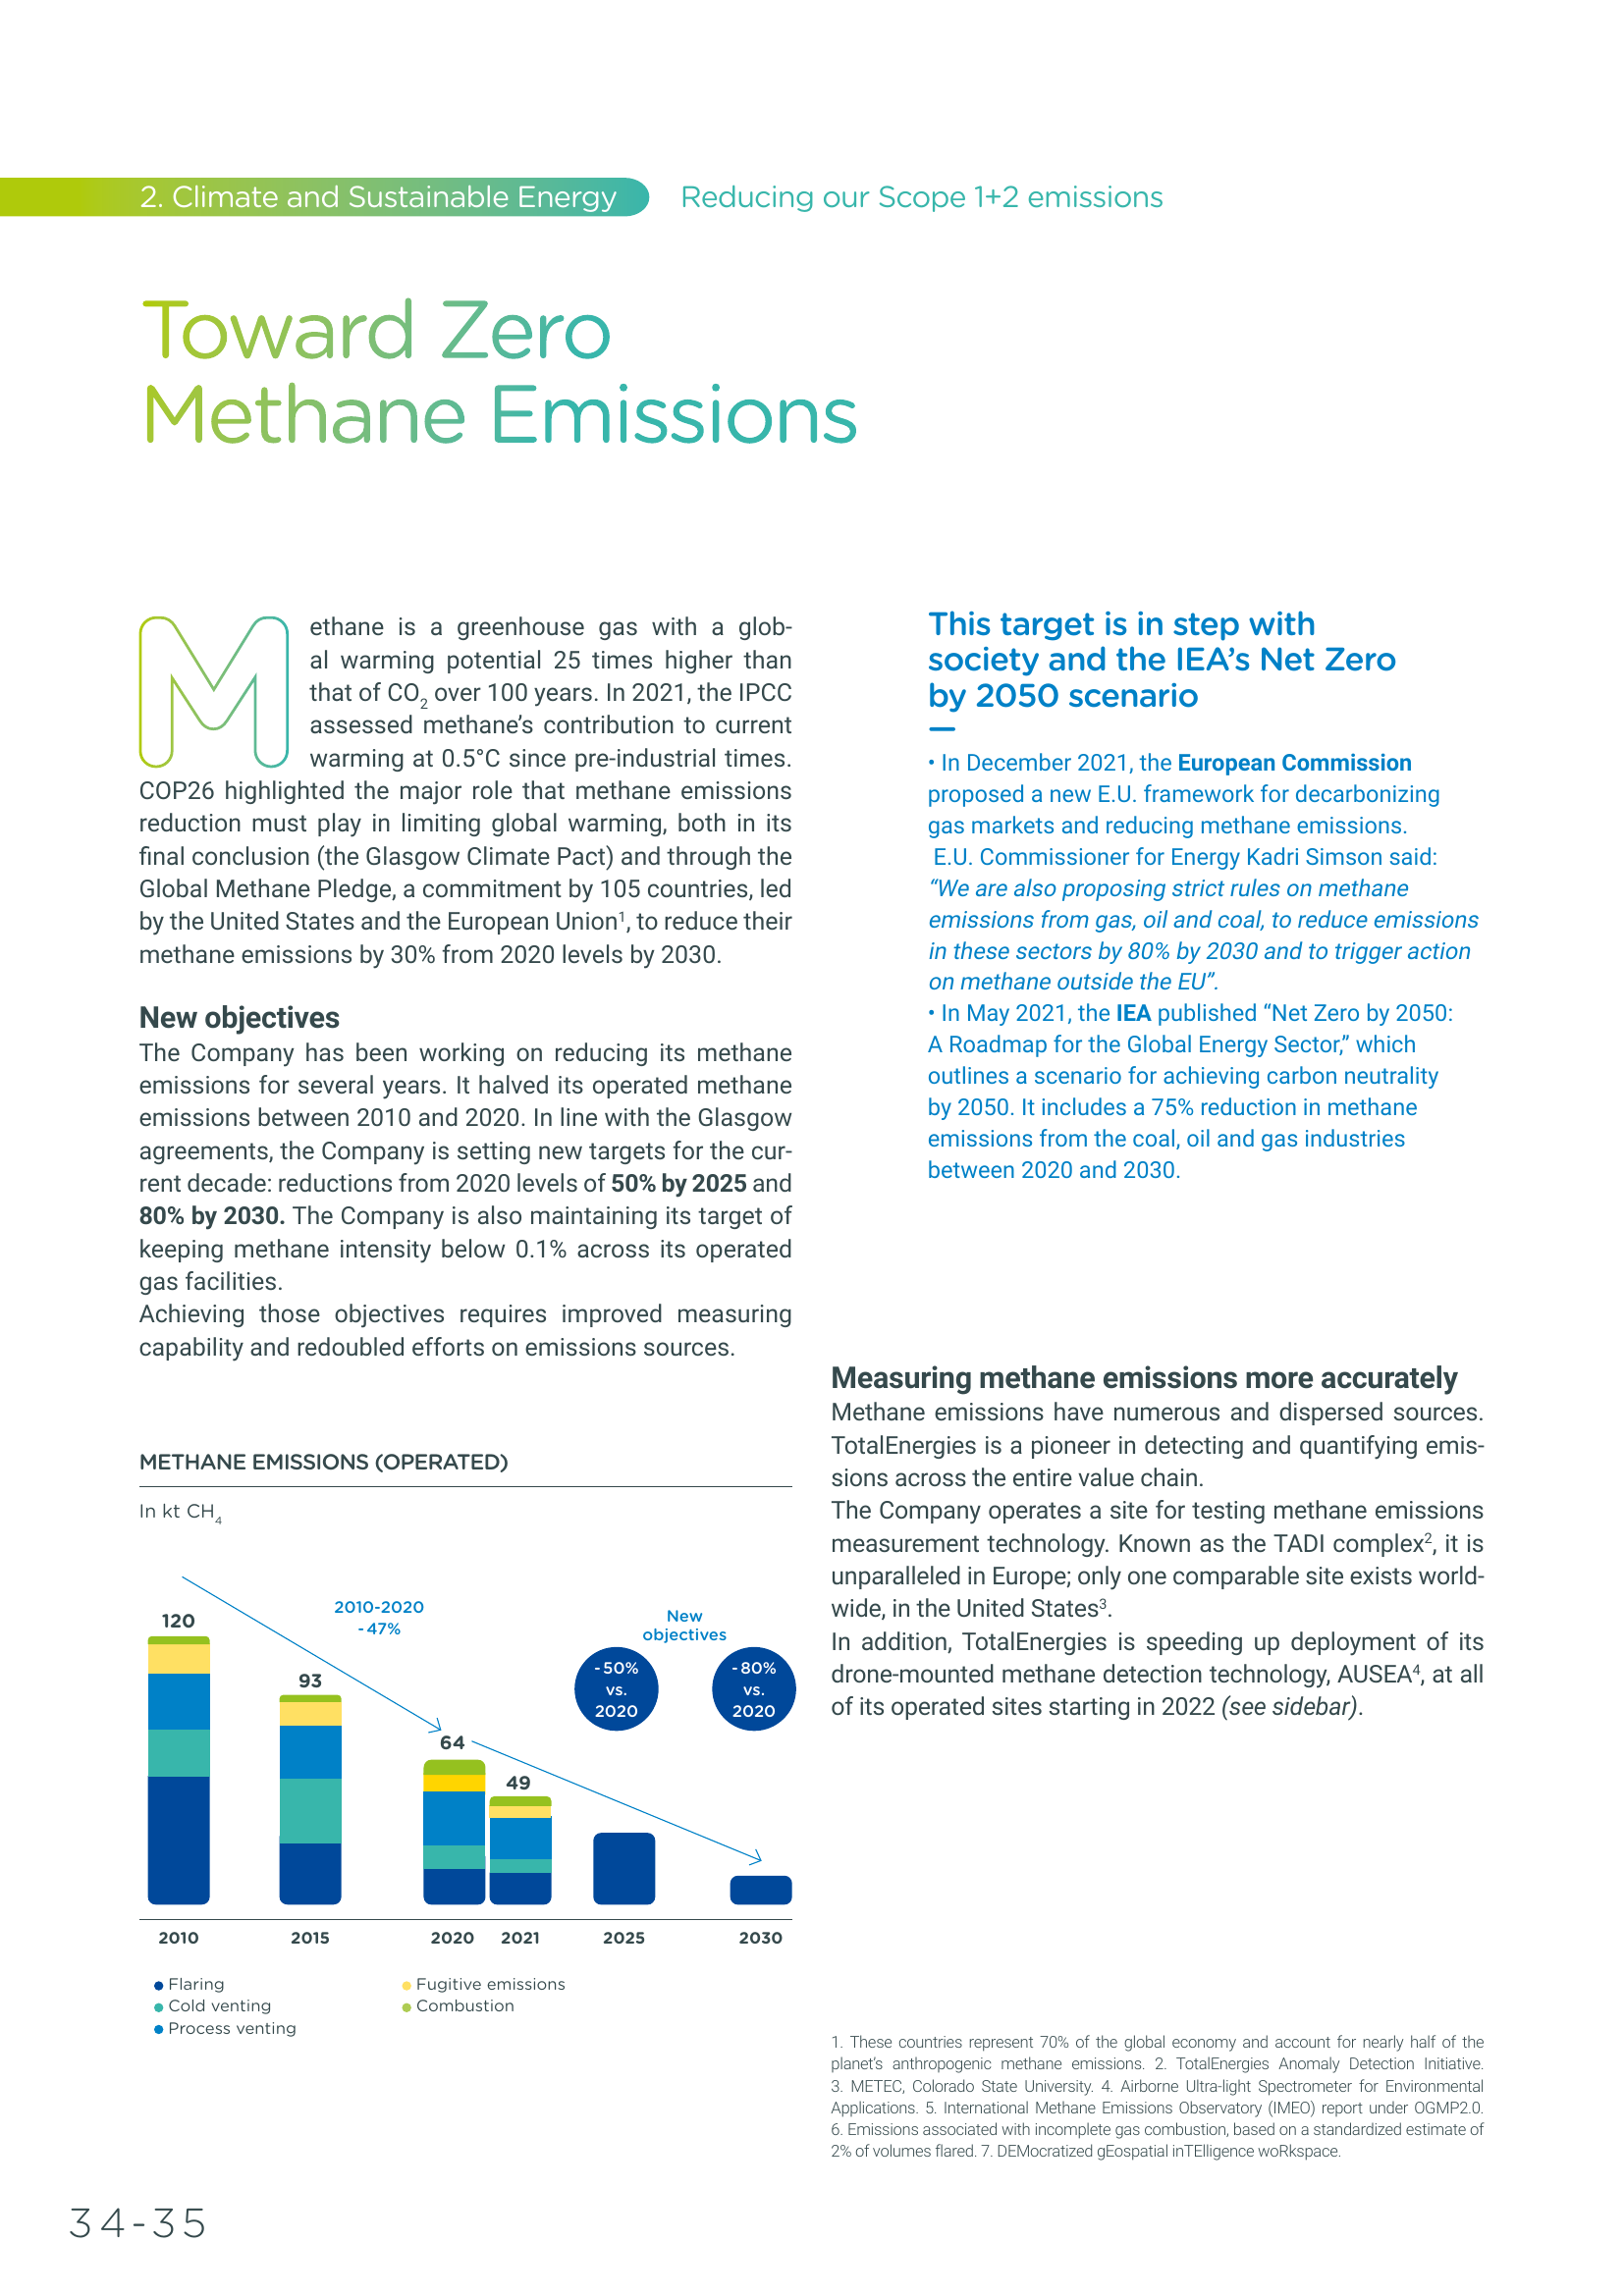 2. Climate and Sustainable Energy
Reducing our Scope 1+2 emissions
Toward Zero
Methane Emissions
Methane is a greenhouse gas with a glob-
al warming potential 25 times higher than
that of CO2 over 100 years. In 2021, the IPCC
assessed methane’s contribution to current
warming at 0.5°C since pre-industrial times.
COP26 highlighted the major role that methane emissions
reduction must play in limiting global warming, both in its
final conclusion (the Glasgow Climate Pact) and through the
Global Methane Pledge, a commitment by 105 countries, led
by the United States and the European Union¹, to reduce their
methane emissions by 30% from 2020 levels by 2030.
New objectives
The Company has been working on reducing its methane
emissions for several years. It halved its operated methane
emissions between 2010 and 2020. In line with the Glasgow
agreements, the Company is setting new targets for the cur-
rent decade: reductions from 2020 levels of 50% by 2025 and
80% by 2030. The Company is also maintaining its target of
keeping methane intensity below 0.1% across its operated
gas facilities.
Achieving those objectives requires improved measuring
capability and redoubled efforts on emissions sources.
METHANE EMISSIONS (OPERATED)
In kt CH4
120
93
64
49
2010-2020
- 47%
New
objectives
- 50%
vs.
2020
- 80%
vs.
2020
2010
2015
2020
2021
2025
2030
Flaring
Cold venting
Process venting
Fugitive emissions
Combustion
This target is in step with
society and the IEA’s Net Zero
by 2050 scenario
• In December 2021, the European Commission
proposed a new E.U. framework for decarbonizing
gas markets and reducing methane emissions.
E.U. Commissioner for Energy Kadri Simson said:
“We are also proposing strict rules on methane
emissions from gas, oil and coal, to reduce emissions
in these sectors by 80% by 2030 and to trigger action
on methane outside the EU”.
• In May 2021, the IEA published “Net Zero by 2050:
A Roadmap for the Global Energy Sector,” which
outlines a scenario for achieving carbon neutrality
by 2050. It includes a 75% reduction in methane
emissions from the coal, oil and gas industries
between 2020 and 2030.
Measuring methane emissions more accurately
Methane emissions have numerous and dispersed sources.
TotalEnergies is a pioneer in detecting and quantifying emis-
sions across the entire value chain.
The Company operates a site for testing methane emissions
measurement technology. Known as the TADI complex², it is
unparalleled in Europe; only one comparable site exists world-
wide, in the United States³.
In addition, TotalEnergies is speeding up deployment of its
drone-mounted methane detection technology, AUSEA⁴, at all
of its operated sites starting in 2022 (see sidebar).
1. These countries represent 70% of the global economy and account for nearly half of the
planet’s anthropogenic methane emissions. 2. TotalEnergies Anomaly Detection Initiative.
3. METEC, Colorado State University. 4. Airborne Ultra-light Spectrometer for Environmental
Applications. 5. International Methane Emissions Observatory (IMEO) report under OGMP2.0.
6. Emissions associated with incomplete gas combustion, based on a standardized estimate of
2% of volumes flared. 7. DEMocratized gEospatial inTElligence woRkspace.
34-35